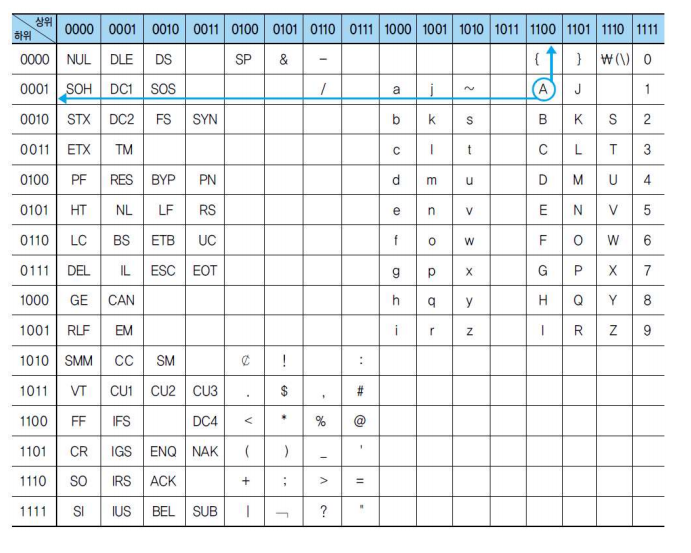 상위
하위 0000 0001 0010 0011 0100 0101 0110 0111 1000 1001 1010 1011 1100 1101 1110 1111
0000 NUL DLE DS SP & – { } ₩(\) 0
0001 SOH DC1 SOS / a j ~ A J 1
0010 STX DC2 FS SYN b k s B K S 2
0011 ETX TM c l t C L T 3
0100 PF RES BYP PN d m u D M U 4
0101 HT NL LF RS e n v E N V 5
0110 LC BS ETB UC f o w F O W 6
0111 DEL IL ESC EOT g p x G P X 7
1000 GE CAN h q y H Q Y 8
1001 RLF EM i r z I R Z 9
1010 SMM CC SM ₡ ! :
1011 VT CU1 CU2 CU3 . $ , #
1100 FF IFS DC4 < * % @
1101 CR IGS ENQ NAK ( ) _ '
1110 SO IRS ACK + ; > =
1111 SI IUS BEL SUB | ㄱ ? "